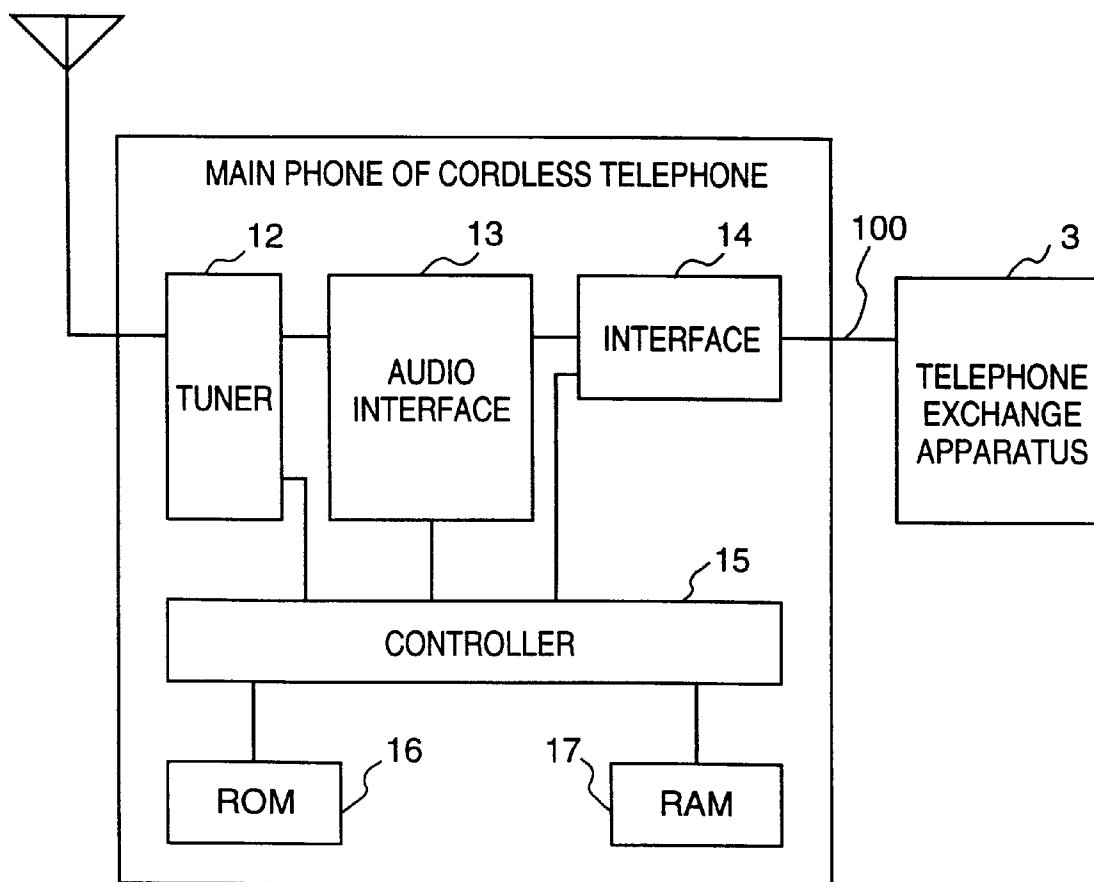 MAIN PHONE OF CORDLESS TELEPHONE
12
13
14
100
3
TUNER
AUDIO
INTERFACE
INTERFACE
TELEPHONE
EXCHANGE
APPARATUS
15
CONTROLLER
16
17
ROM
RAM